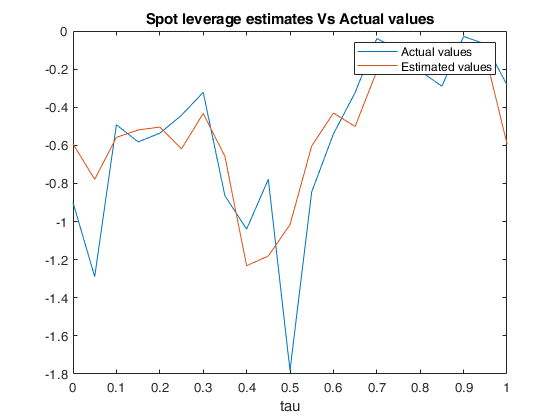 Spot leverage estimates Vs Actual values
0
Actual values
Estimated values
-0.2
-0.4
-0.6
-0.8
-1
-1.2
-1.4
-1.6
-1.8
0 0.1 0.2 0.3 0.4 0.5 0.6 0.7 0.8 0.9 1
tau